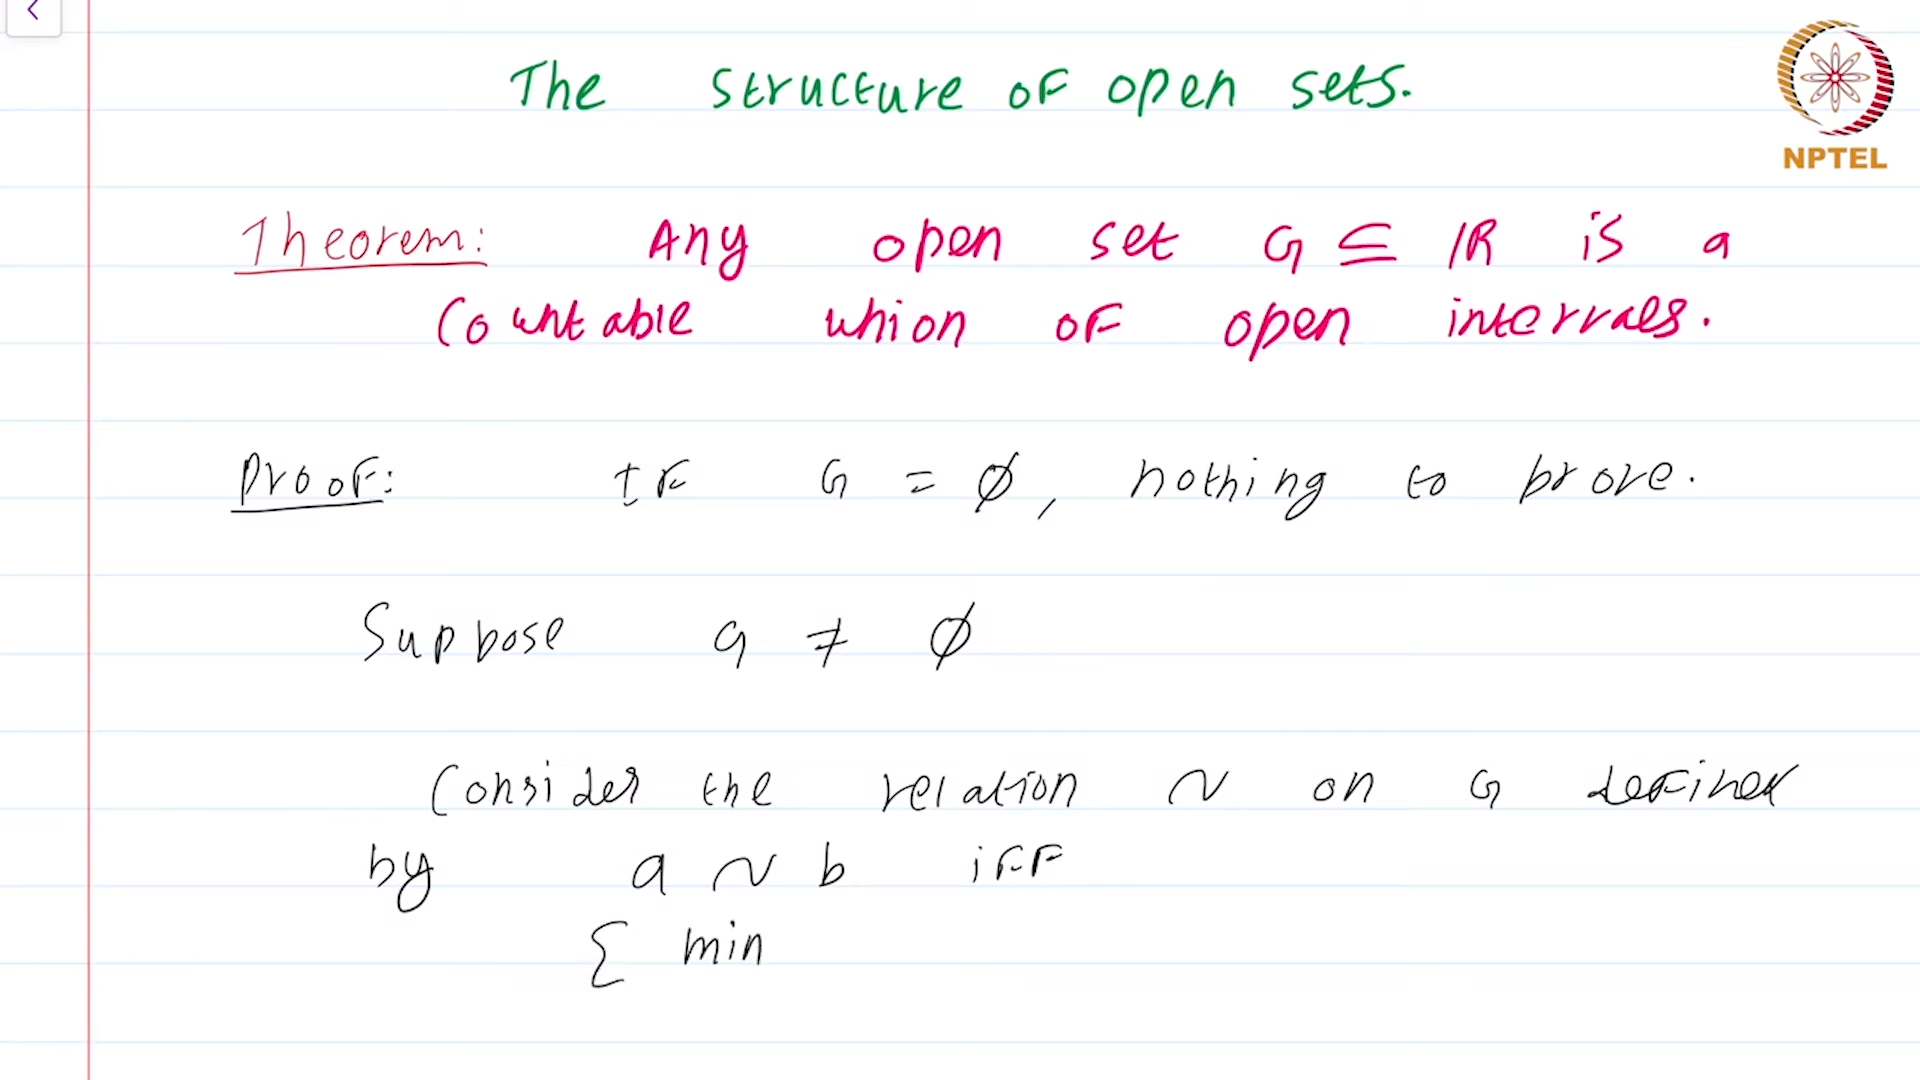 The structure of open sets.
NPTEL
Theorem: Any open set G ⊆ ℝ is a
countable union of open intervals.
Proof: If G = ∅, nothing to prove.
Suppose G ≠ ∅
Consider the relation ~ on G defined
by a ~ b iff
{ min